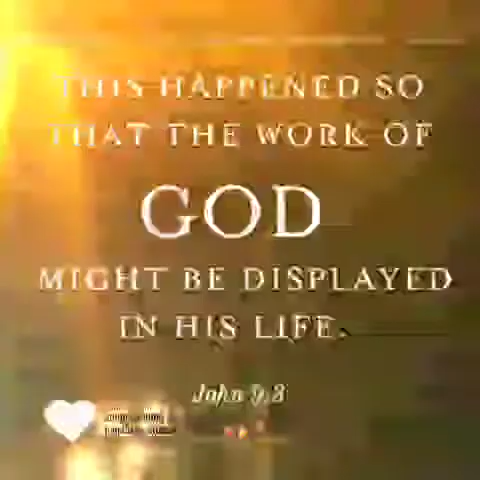 THIS HAPPENED SO
THAT THE WORK OF
GOD
MIGHT BE DISPLAYED
IN HIS LIFE.
John 9:3